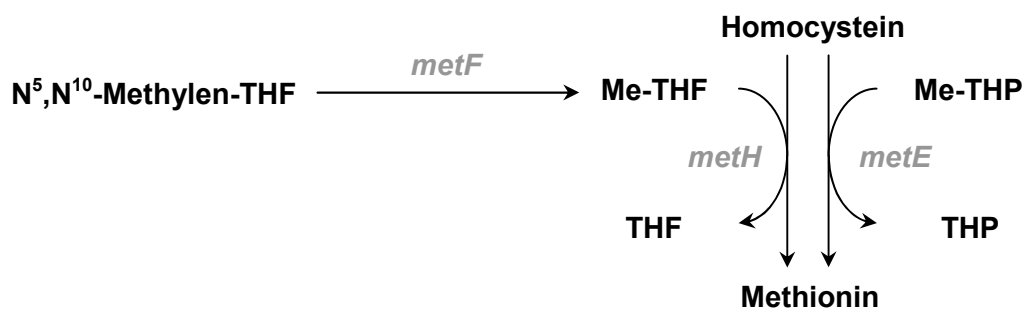 Homocystein
metF
N⁵,N¹⁰-Methylen-THF
Me-THF
Me-THP
metH
metE
THF
THP
Methionin